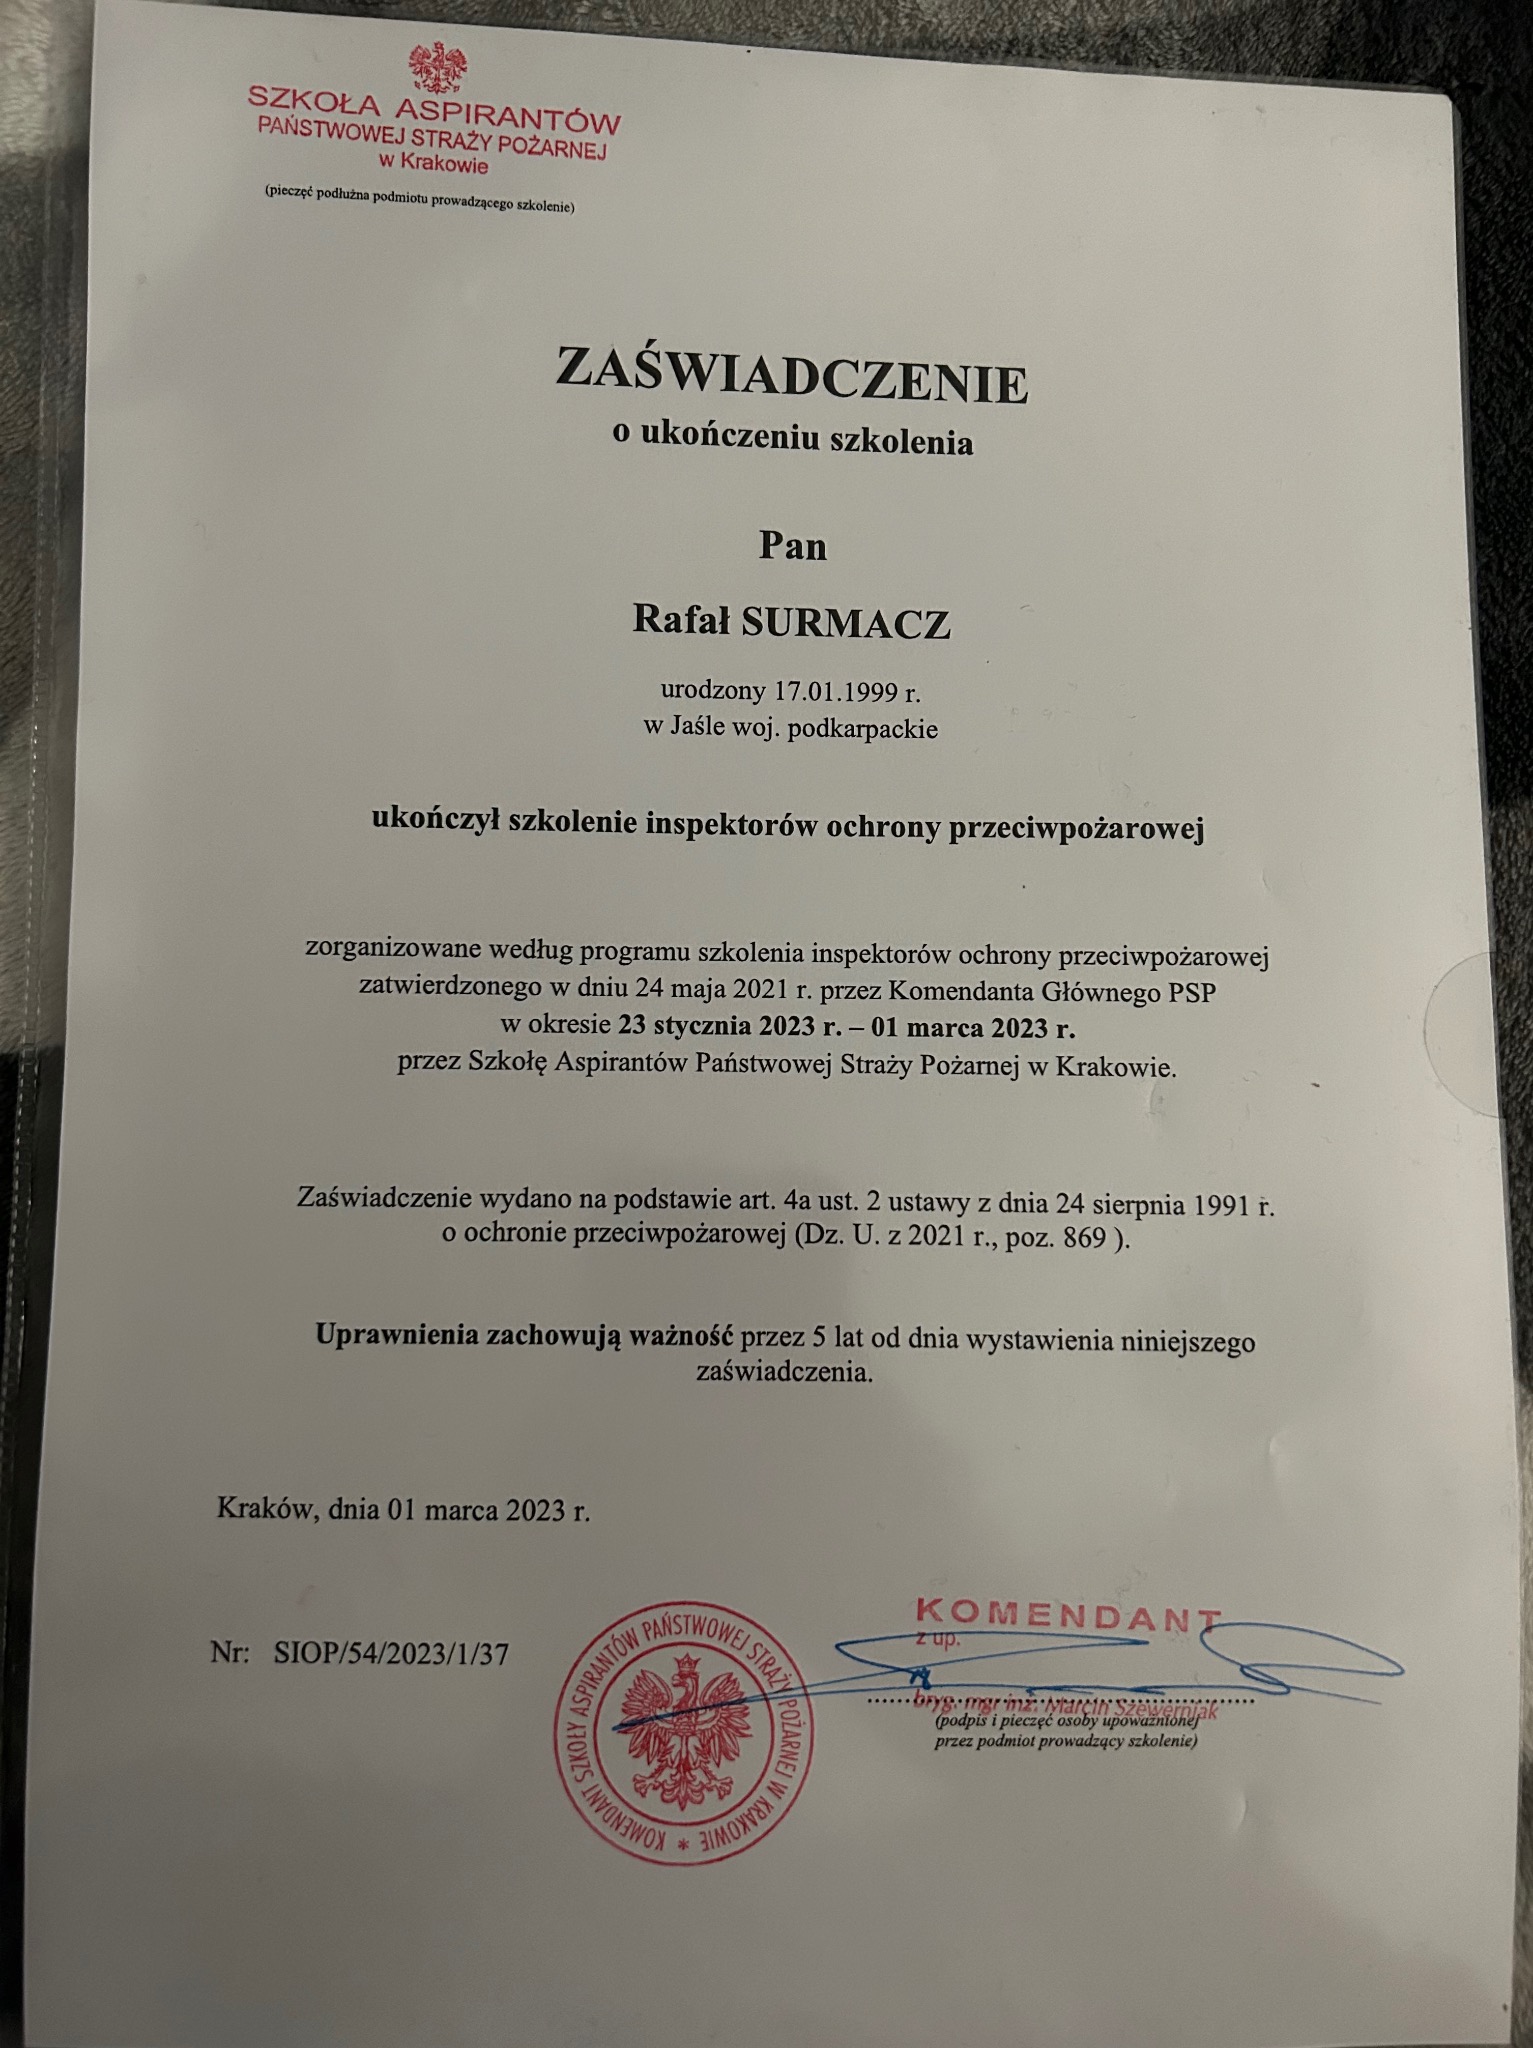 SZKOŁA ASPIRANTÓW
PAŃSTWOWEJ STRAŻY POŻARNEJ
w Krakowie
(pieczęć podłużna podmiotu prowadzącego szkolenie)
ZAŚWIADCZENIE
o ukończeniu szkolenia
Pan
Rafał SURMACZ
urodzony 17.01.1999 r.
w Jaśle woj. podkarpackie
ukończył szkolenie inspektorów ochrony przeciwpożarowej
zorganizowane według programu szkolenia inspektorów ochrony przeciwpożarowej
zatwierdzonego w dniu 24 maja 2021 r. przez Komendanta Głównego PSP
w okresie 23 stycznia 2023 r. – 01 marca 2023 r.
przez Szkołę Aspirantów Państwowej Straży Pożarnej w Krakowie.
Zaświadczenie wydano na podstawie art. 4a ust. 2 ustawy z dnia 24 sierpnia 1991 r.
o ochronie przeciwpożarowej (Dz. U. z 2021 r., poz. 869 ).
Uprawnienia zachowują ważność przez 5 lat od dnia wystawienia niniejszego
zaświadczenia.
Kraków, dnia 01 marca 2023 r.
Nr: SIOP/54/2023/1/37
KOMENDANT SZKOŁY ASPIRANTÓW PAŃSTWOWEJ STRAŻY POŻARNEJ W KRAKOWIE *
KOMENDANT
z up.
bryg. mgr inż. Marcin Szewerniak
(podpis i pieczęć osoby upoważnionej
przez podmiot prowadzący szkolenie)